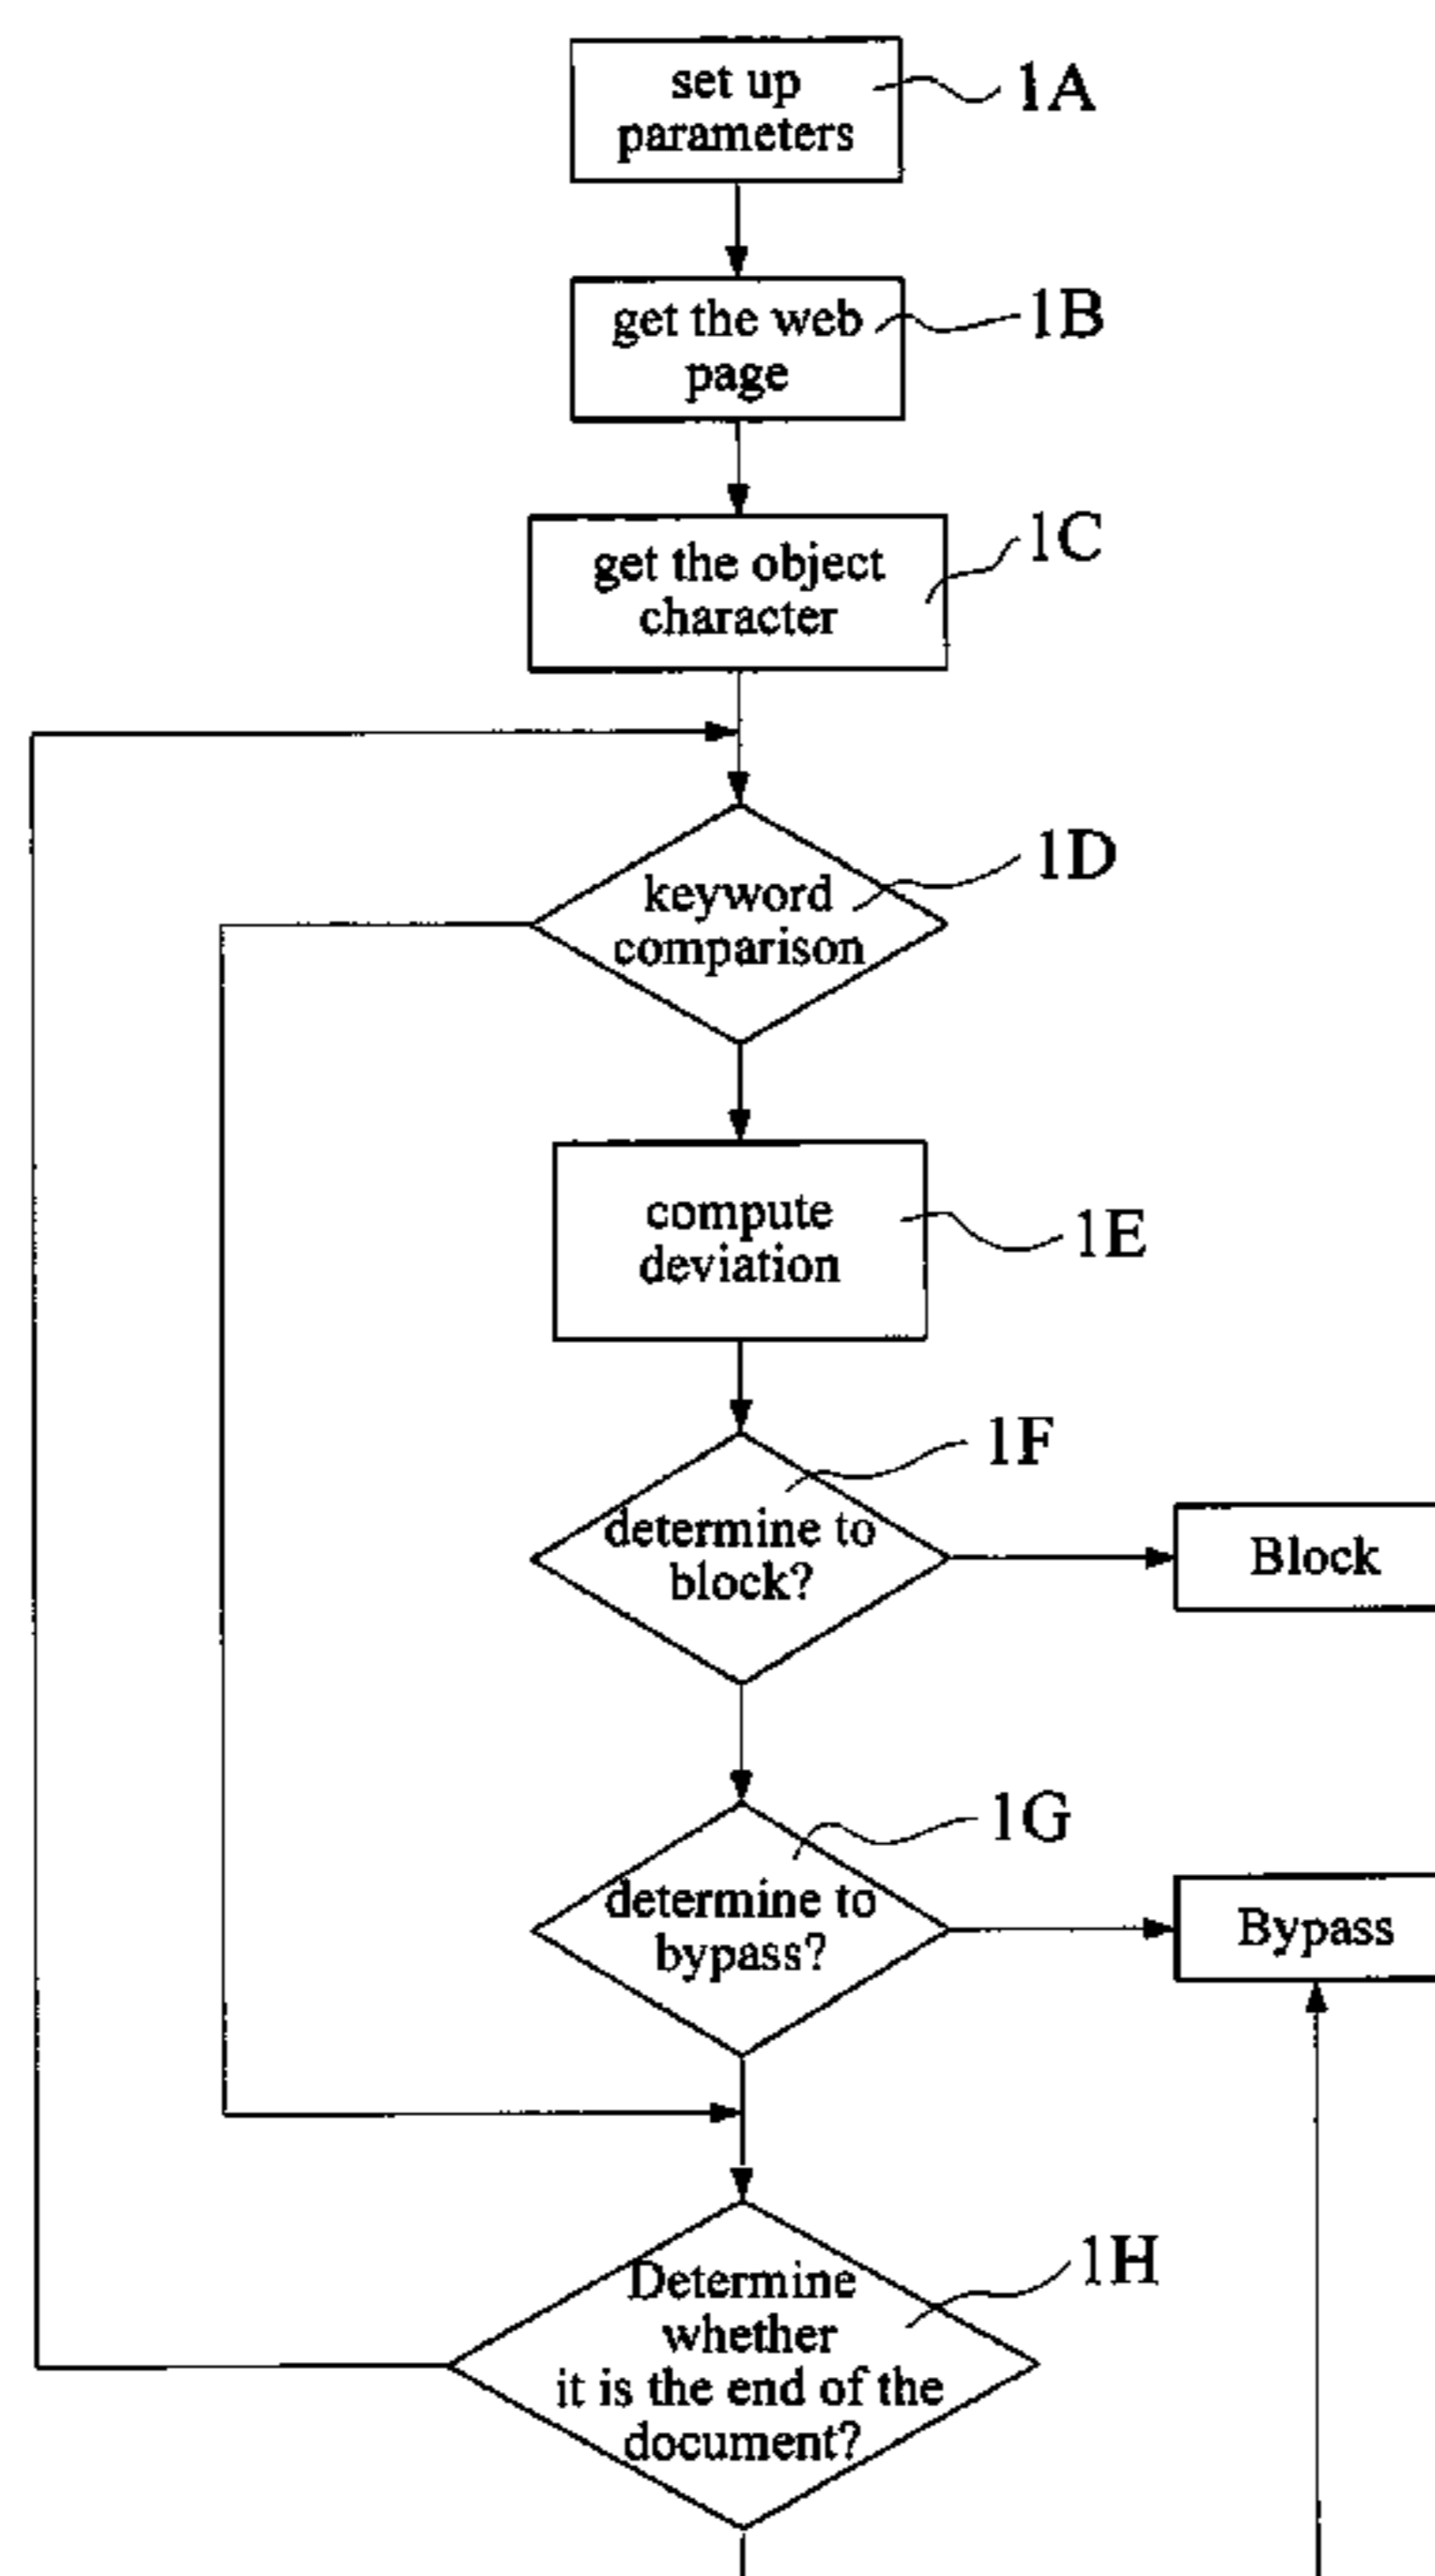 set up
parameters
1A
get the web
page
1B
get the object
character
1C
keyword
comparison
1D
compute
deviation
1E
determine to
block?
1F
Block
determine to
bypass?
1G
Bypass
Determine
whether
it is the end of the
document?
1H